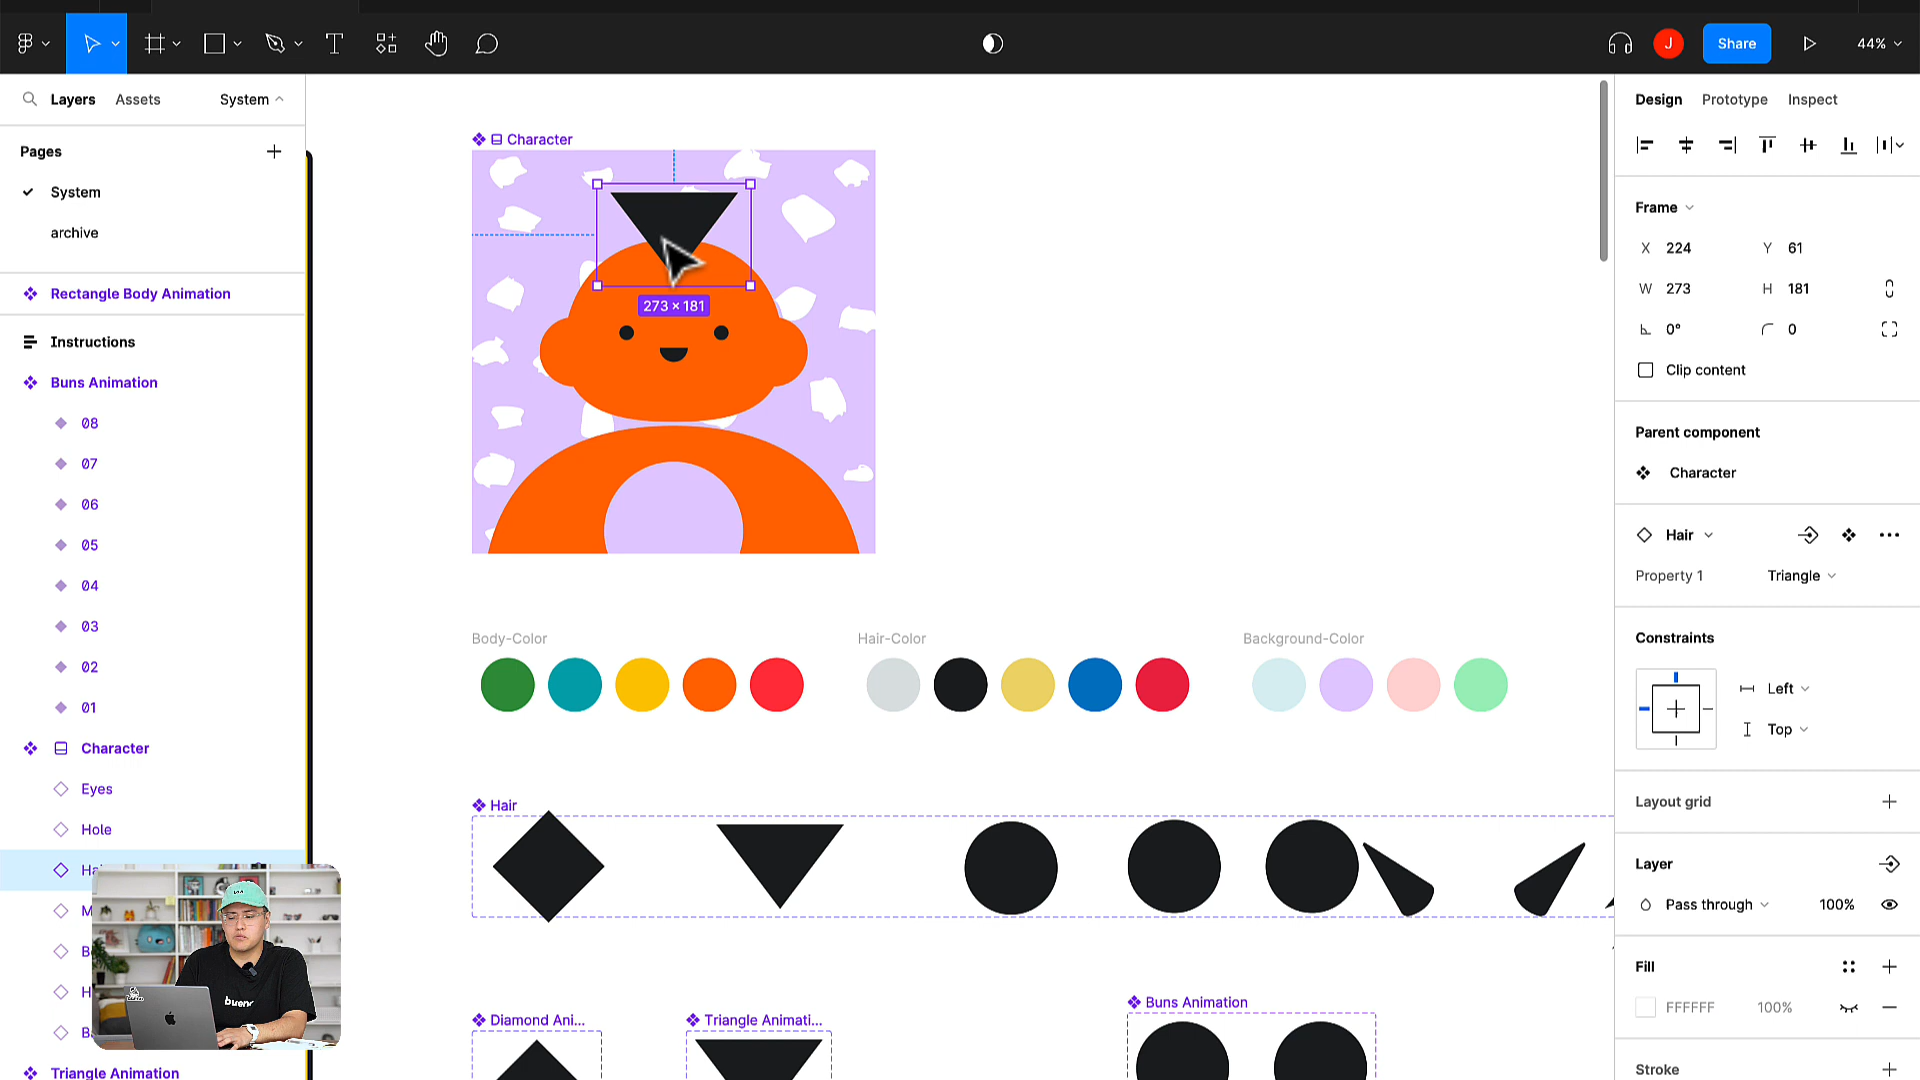 J
Share
44%
Layers
Assets
System
Design
Prototype
Inspect
Pages
System
archive
Rectangle Body Animation
Instructions
Buns Animation
08
07
06
05
04
03
02
01
Character
Eyes
Hole
Triangle Animation
Character
273 × 181
Body-Color
Hair-Color
Background-Color
Hair
Diamond Ani...
Triangle Animati...
Buns Animation
Frame
X 224
Y 61
W 273
H 181
0°
0
Clip content
Parent component
Character
Hair
Property 1
Triangle
Constraints
Left
Top
Layout grid
Layer
Pass through
100%
Fill
FFFFFF
100%
Stroke